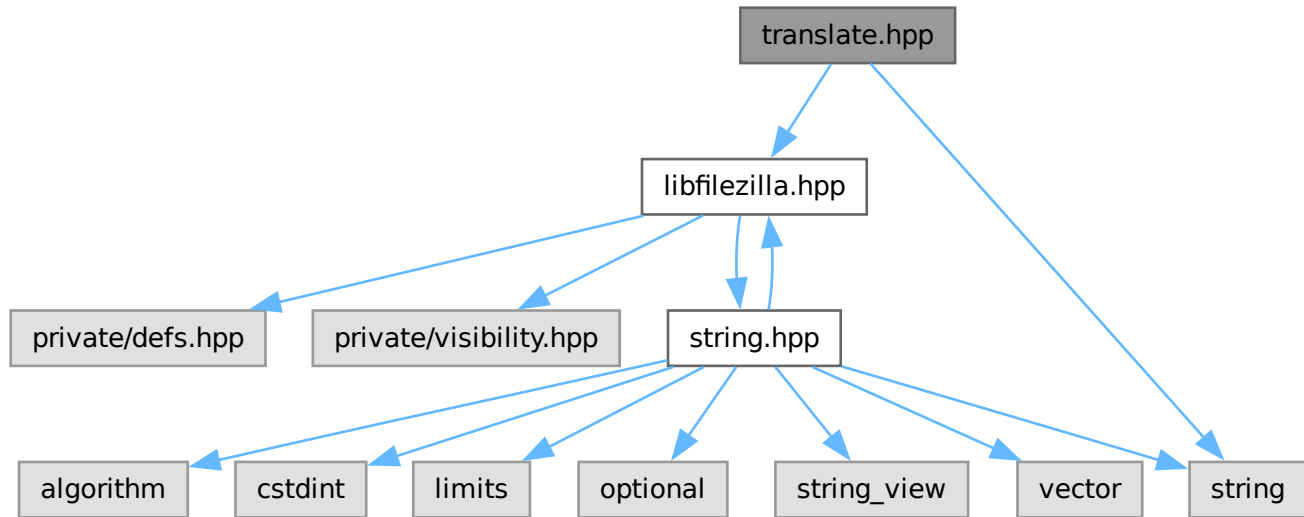 translate.hpp
libfilezilla.hpp
private/defs.hpp
private/visibility.hpp
string.hpp
algorithm
cstdint
limits
optional
string_view
vector
string